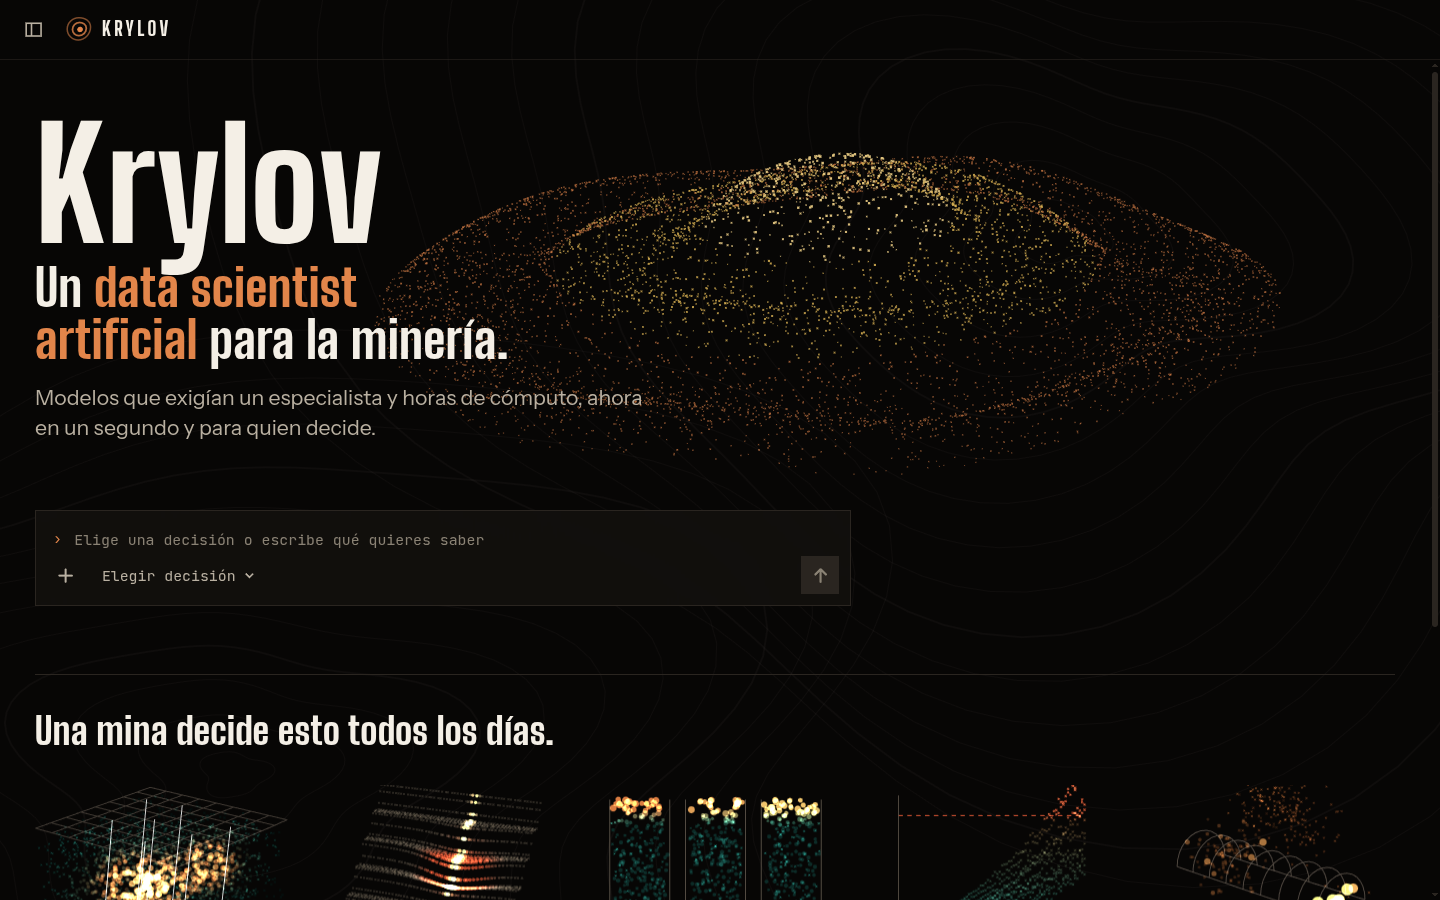 KRYLOV
Krylov
Un data scientist
artificial para la minería.
Modelos que exigían un especialista y horas de cómputo, ahora
en un segundo y para quien decide.
Elige una decisión o escribe qué quieres saber
Elegir decisión
Una mina decide esto todos los días.